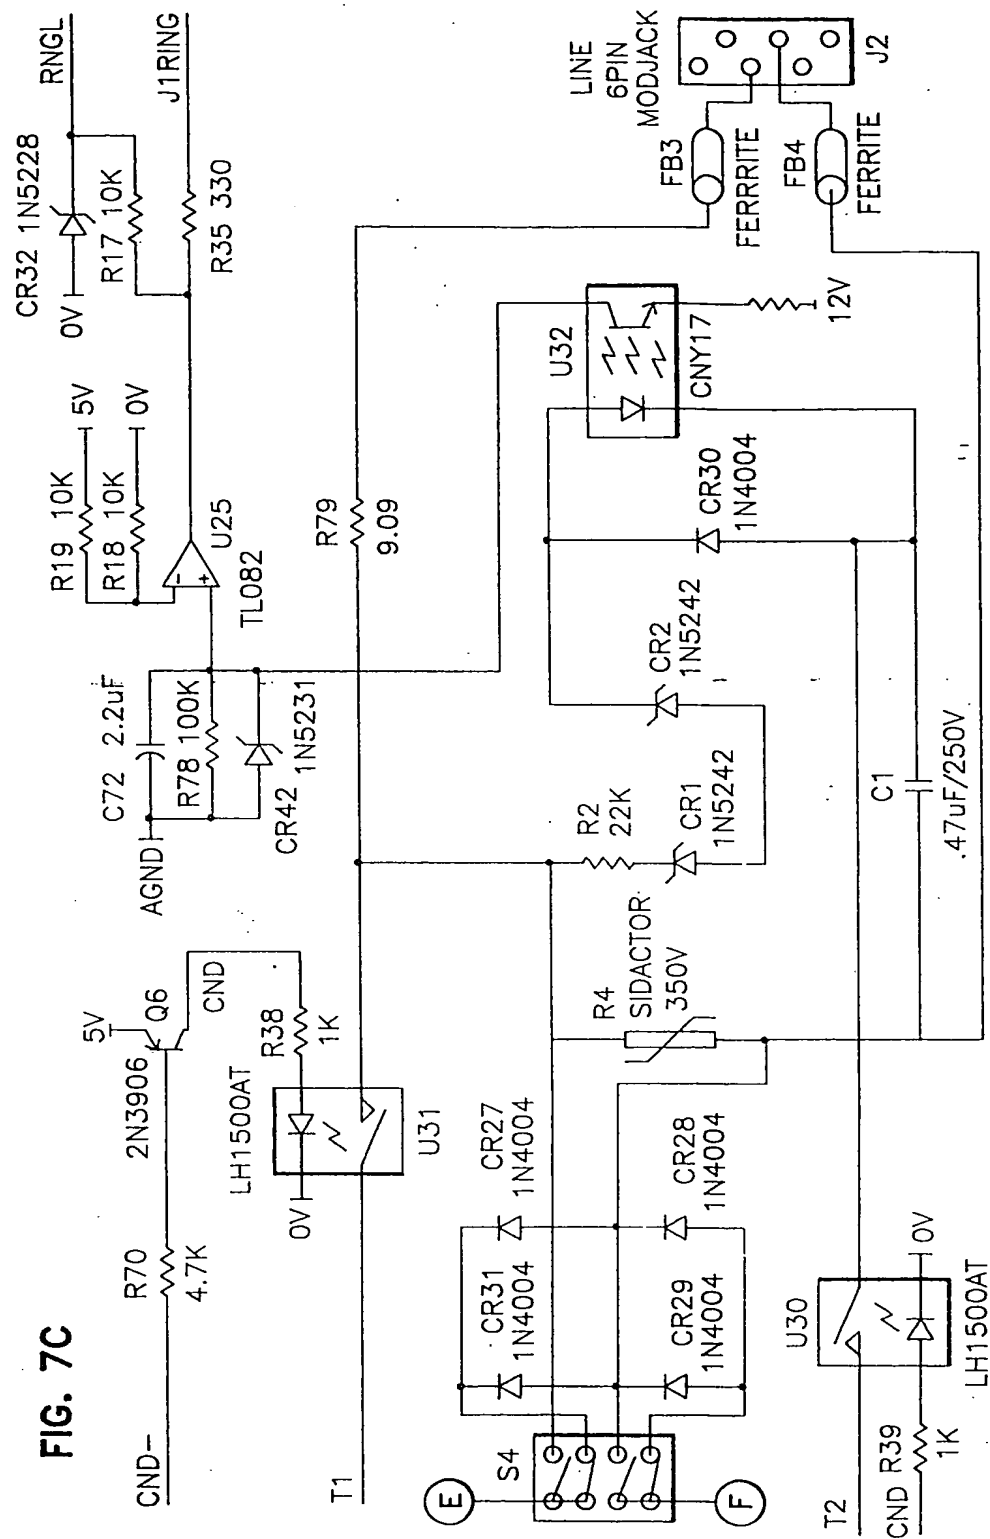 FIG. 7C
CND–
R70
4.7K
2N3906
5V
Q6
CND
R38
1K
LH1500AT
0V
U31
T1
AGND
C72 2.2uF
R78 100K
CR42
1N5231
R19 10K
5V
R18 10K
0V
-
+
U25
TL082
CR32 1N5228
0V
RNGL
R17 10K
J1RING
R35 330
R79
9.09
U32
CNY17
12V
LINE
6PIN
MODJACK
J2
FB3
FERRRITE
FB4
FERRITE
E
S4
F
CR31
1N4004
CR27
1N4004
CR29
1N4004
CR28
1N4004
R4
SIDACTOR
350V
R2
22K
CR1
1N5242
CR2
1N5242
CR30
1N4004
C1
.47uF/250V
T2
CND R39
1K
U30
0V
LH1500AT